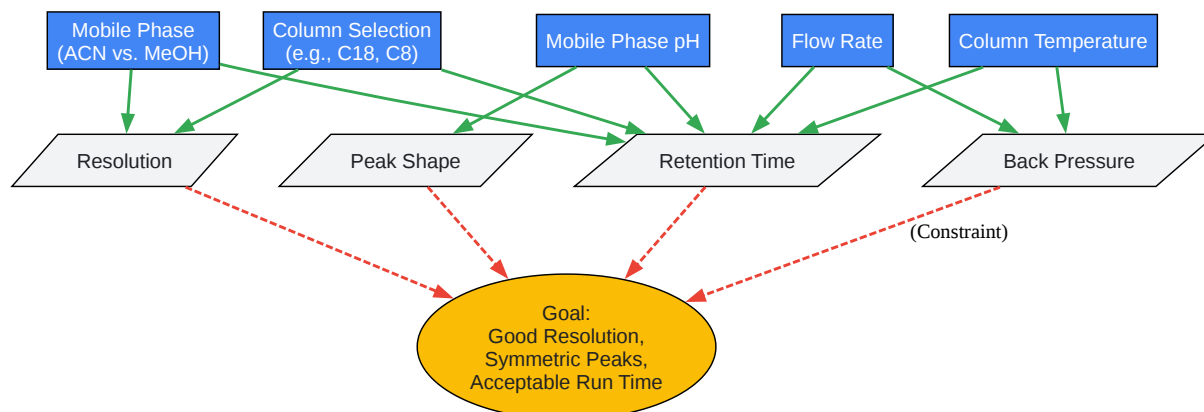 Mobile Phase
(ACN vs. MeOH)
Column Selection
(e.g., C18, C8)
Mobile Phase pH
Flow Rate
Column Temperature
Resolution
Peak Shape
Retention Time
Back Pressure
(Constraint)
Goal:
Good Resolution,
Symmetric Peaks,
Acceptable Run Time